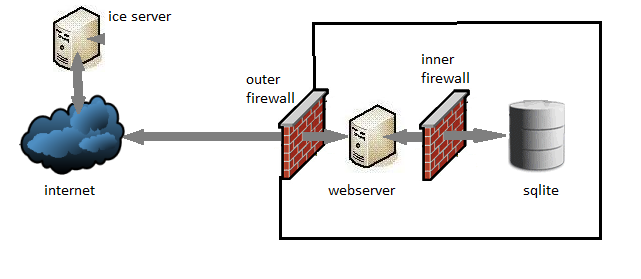 ice server
outer
firewall
inner
firewall
internet
webserver
sqlite